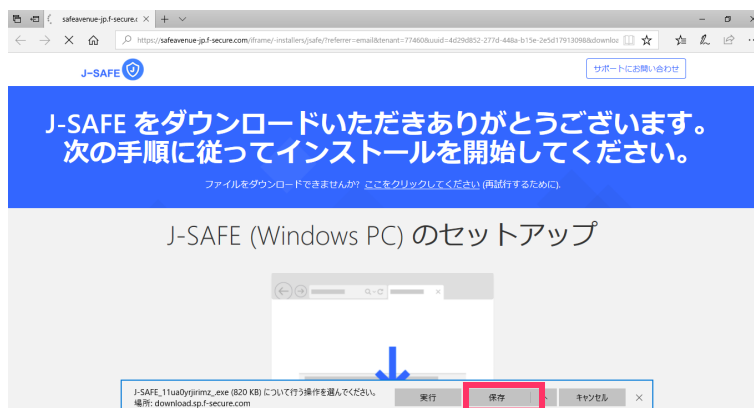 safeavenue-jp.f-secure.c
https://safeavenue-jp.f-secure.com/iframe/-installers/jsafe/?referrer=email&tenant=77460&uuid=4d29d852-277d-448a-b15e-2e5d17913098&downloa
J-SAFE
サポートにお問い合わせ
J-SAFE をダウンロードいただきありがとうございます。
次の手順に従ってインストールを開始してください。
ファイルをダウンロードできませんか? ここをクリックしてください (再試行するために).
J-SAFE (Windows PC) のセットアップ
J-SAFE_11ua0yrjirimz_.exe (820 KB) について行う操作を選んでください。
場所: download.sp.f-secure.com
実行
保存
キャンセル